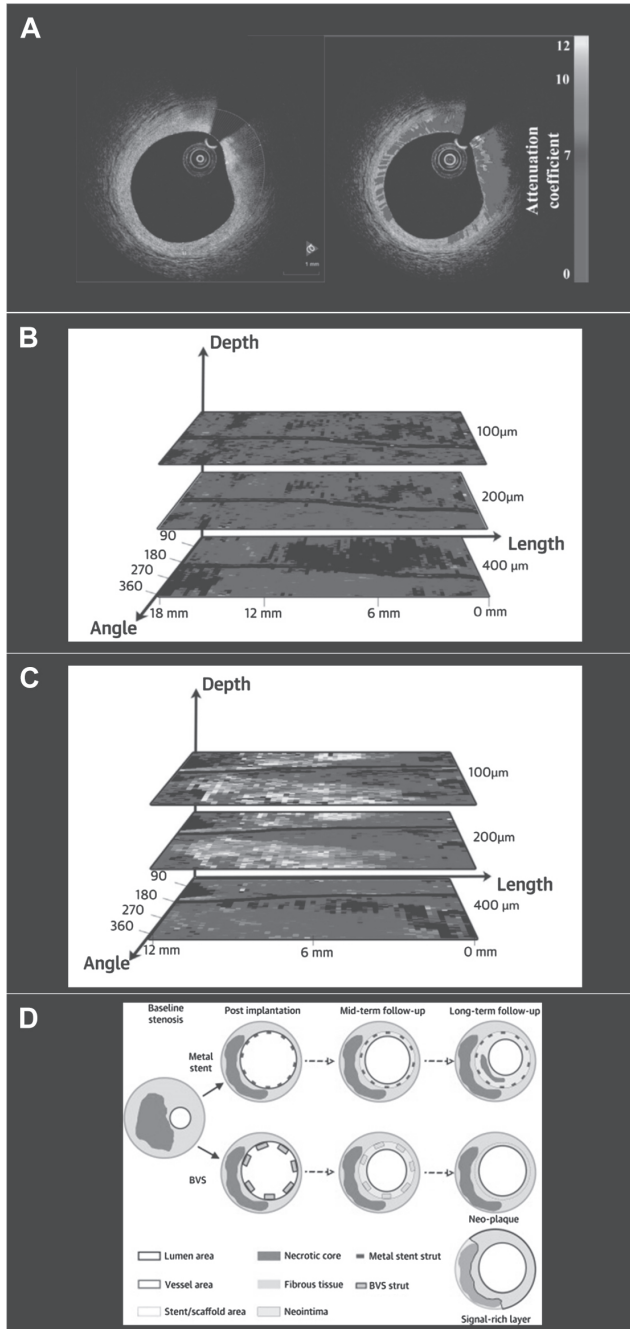 A
12
10
7
0
Attenuation
coefficient
1 mm
B
Depth
100µm
200µm
400 µm
Length
90
180
270
360
Angle
18 mm
12 mm
6 mm
0 mm
C
Depth
100µm
200µm
400 µm
Length
90
180
270
360
Angle
12 mm
6 mm
0 mm
D
Baseline
stenosis
Post implantation
Mid-term follow-up
Long-term follow-up
Metal
stent
BVS
Neo-plaque
Lumen area
Necrotic core
Metal stent strut
Vessel area
Fibrous tissue
BVS strut
Stent/scaffold area
Neointima
Signal-rich layer